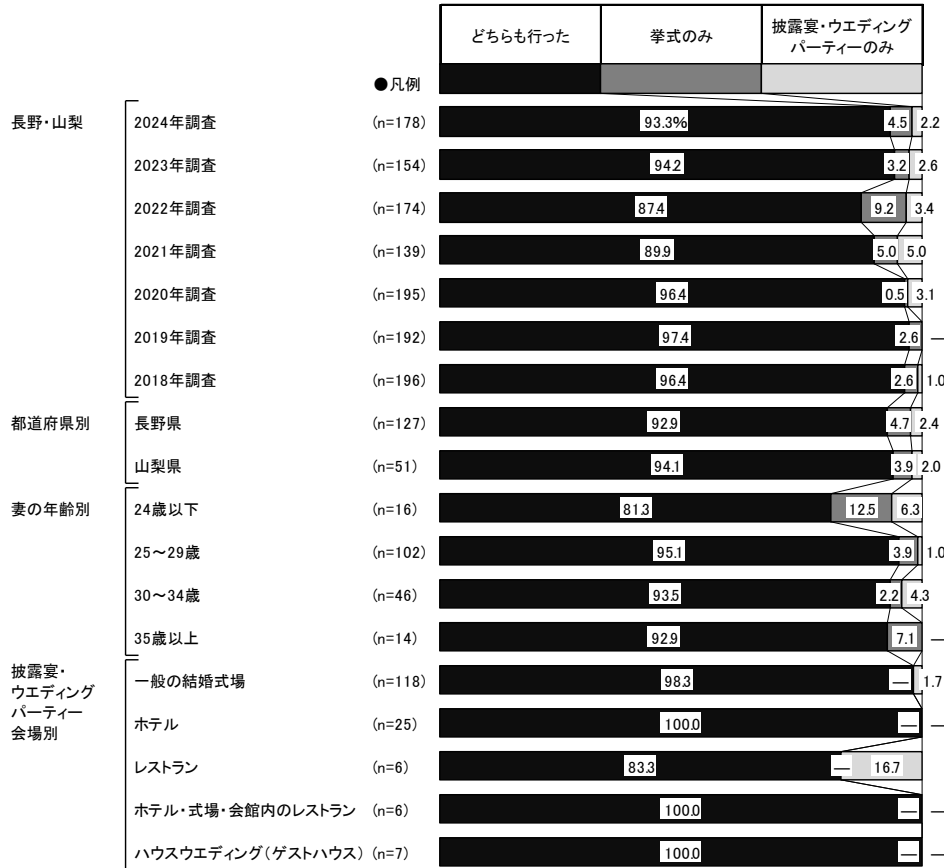 どちらも行った 挙式のみ 披露宴・ウエディング
パーティーのみ
●凡例
長野・山梨 2024年調査 (n=178) 93.3% 4.5 2.2
2023年調査 (n=154) 94.2 3.2 2.6
2022年調査 (n=174) 87.4 9.2 3.4
2021年調査 (n=139) 89.9 5.0 5.0
2020年調査 (n=195) 96.4 0.5 3.1
2019年調査 (n=192) 97.4 2.6 —
2018年調査 (n=196) 96.4 2.6 1.0
都道府県別 長野県 (n=127) 92.9 4.7 2.4
山梨県 (n=51) 94.1 3.9 2.0
妻の年齢別 24歳以下 (n=16) 81.3 12.5 6.3
25～29歳 (n=102) 95.1 3.9 1.0
30～34歳 (n=46) 93.5 2.2 4.3
35歳以上 (n=14) 92.9 7.1 —
披露宴・
ウエディング
パーティー
会場別
一般の結婚式場 (n=118) 98.3 — 1.7
ホテル (n=25) 100.0 — —
レストラン (n=6) 83.3 — 16.7
ホテル・式場・会館内のレストラン (n=6) 100.0 — —
ハウスウエディング(ゲストハウス) (n=7) 100.0 — —